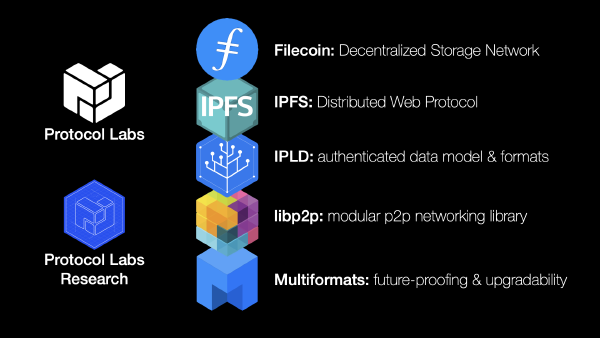 Protocol Labs
Protocol Labs
Research
IPFS
Filecoin: Decentralized Storage Network
IPFS: Distributed Web Protocol
IPLD: authenticated data model & formats
libp2p: modular p2p networking library
Multiformats: future-proofing & upgradability